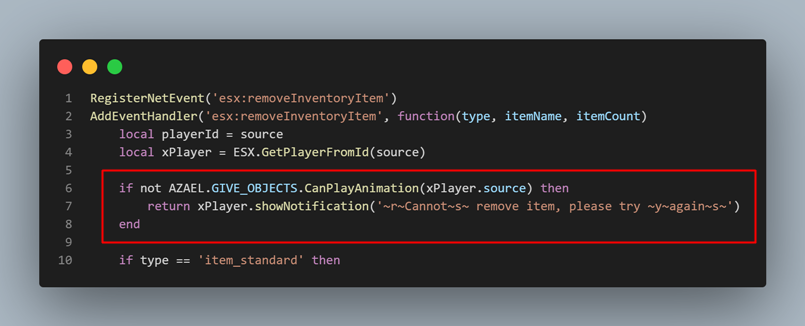 1 RegisterNetEvent('esx:removeInventoryItem')
2 AddEventHandler('esx:removeInventoryItem', function(type, itemName, itemCount)
3 local playerId = source
4 local xPlayer = ESX.GetPlayerFromId(source)
5
6 if not AZAEL.GIVE_OBJECTS.CanPlayAnimation(xPlayer.source) then
7 return xPlayer.showNotification('~r~Cannot~s~ remove item, please try ~y~again~s~')
8 end
9
10 if type == 'item_standard' then